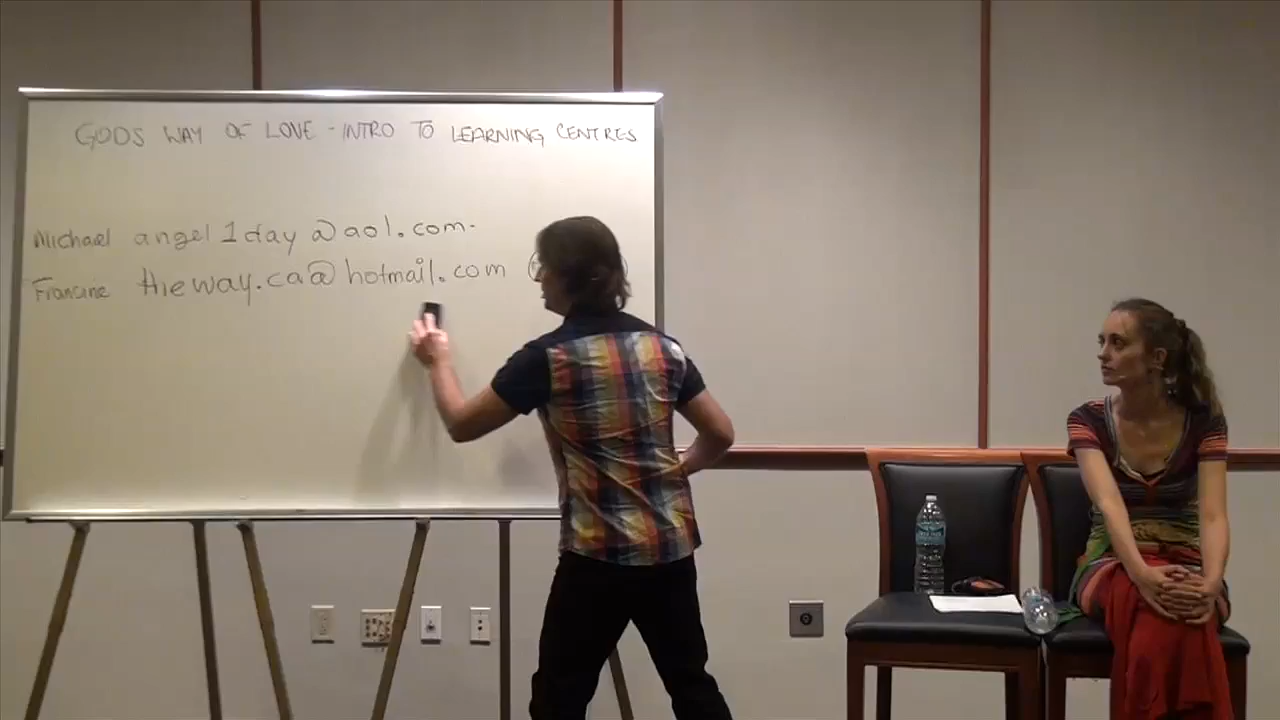 GODS WAY OF LOVE - INTRO TO LEARNING CENTRES
Michael angel1day@aol.com.
Francine theway.ca@hotmail.com